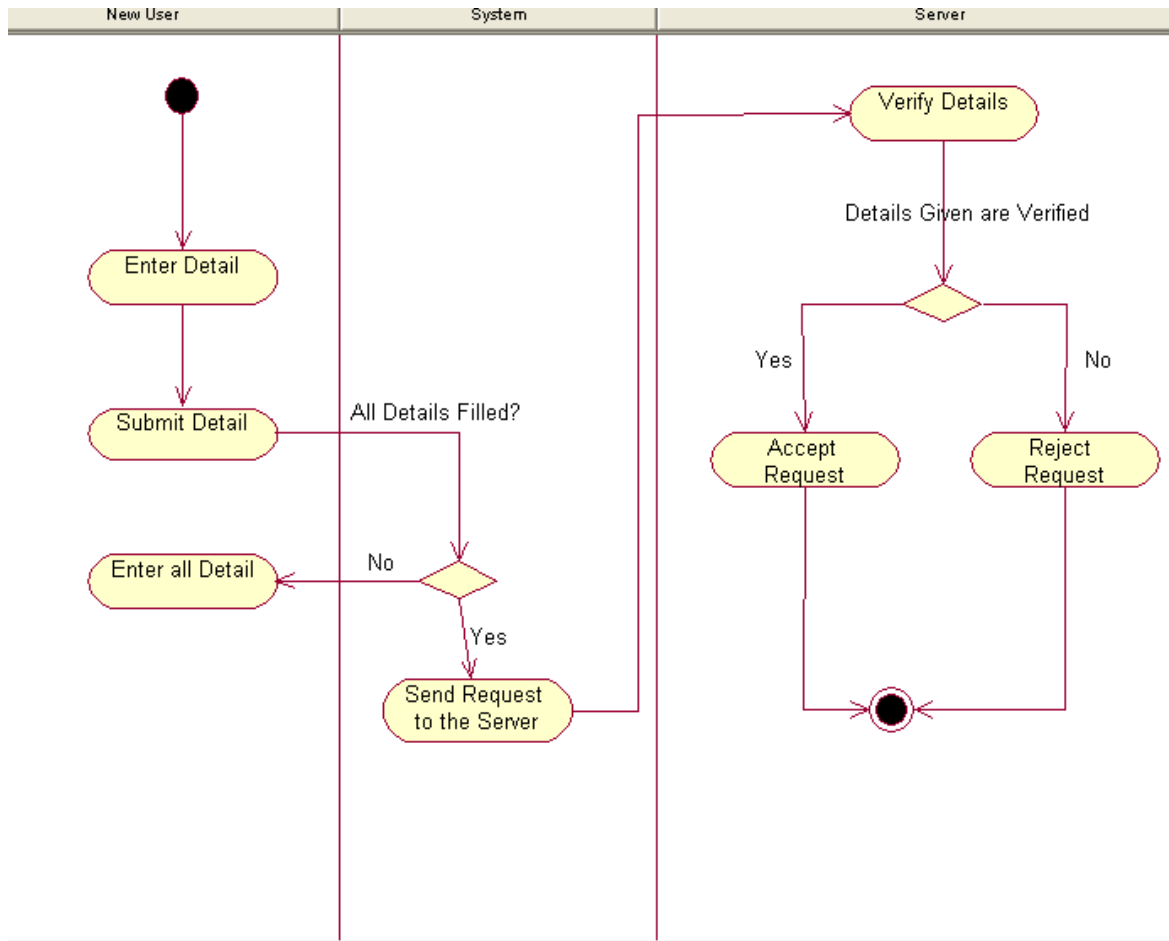 New User
System
Server
Verify Details
Details Given are Verified
Enter Detail
Yes
No
Submit Detail
All Details Filled?
Accept
Request
Reject
Request
Enter all Detail
No
Yes
Send Request
to the Server